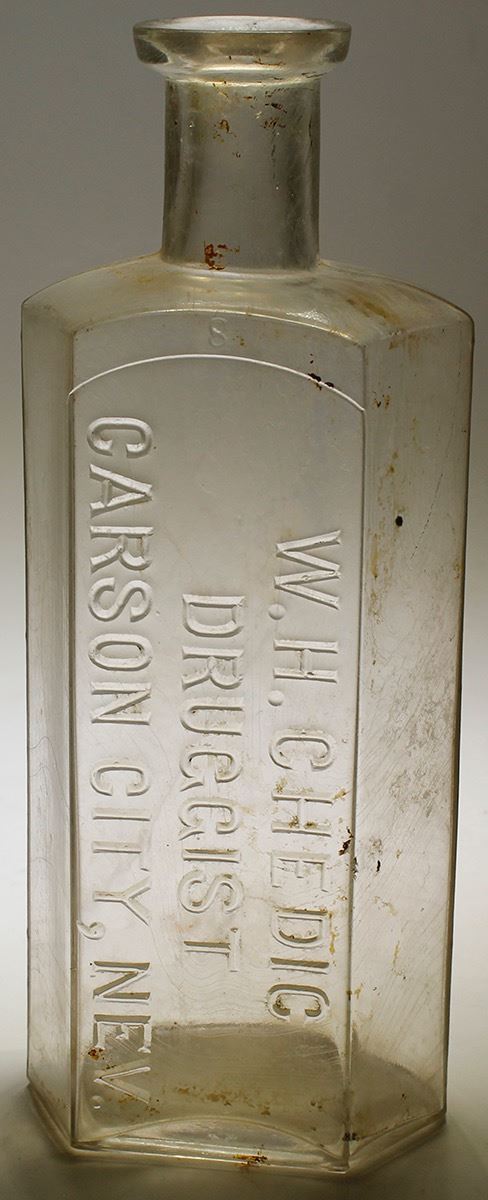 8
W. H. CHEDIC
DRUGGIST
CARSON CITY, NEV.